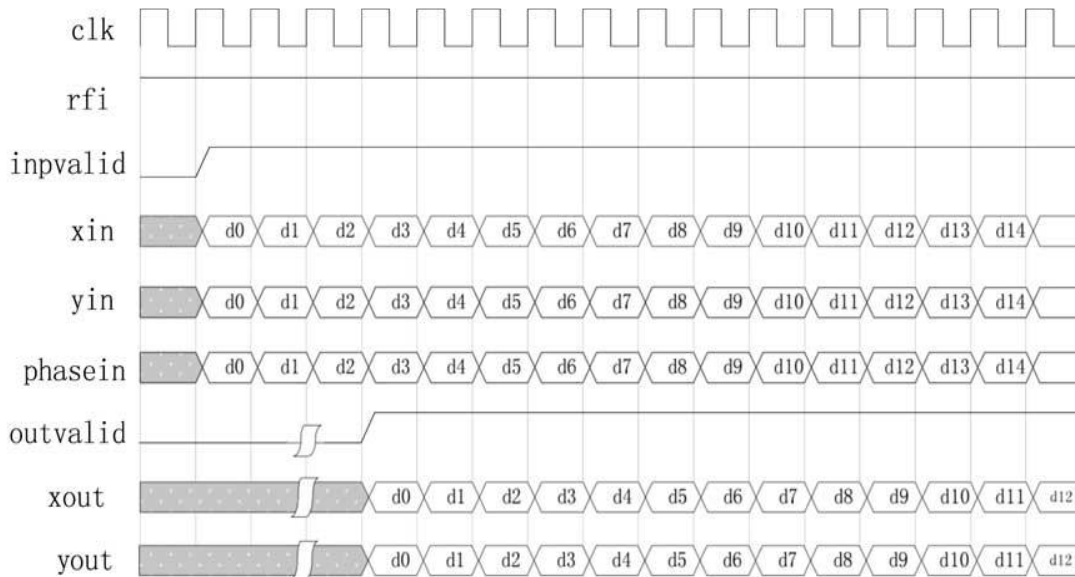 clk
rfi
inpvalid
xin d0 d1 d2 d3 d4 d5 d6 d7 d8 d9 d10 d11 d12 d13 d14
yin d0 d1 d2 d3 d4 d5 d6 d7 d8 d9 d10 d11 d12 d13 d14
phasein d0 d1 d2 d3 d4 d5 d6 d7 d8 d9 d10 d11 d12 d13 d14
outvalid
xout d0 d1 d2 d3 d4 d5 d6 d7 d8 d9 d10 d11 d12
yout d0 d1 d2 d3 d4 d5 d6 d7 d8 d9 d10 d11 d12